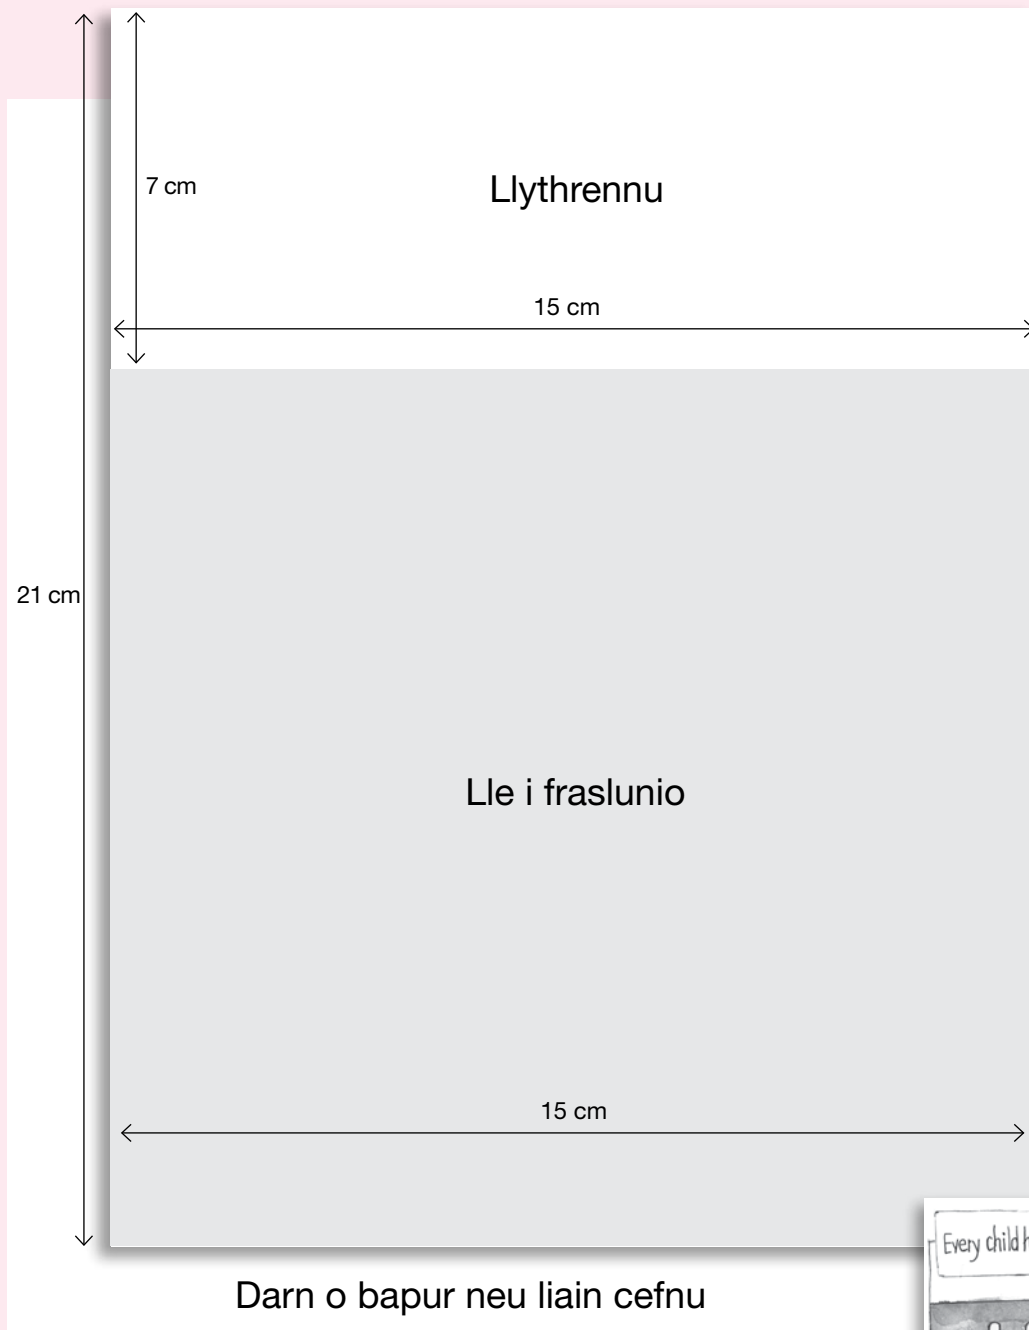 7 cm
Llythrennu
15 cm
21 cm
Lle i fraslunio
15 cm
Every child
Darn o bapur neu liain cefnu